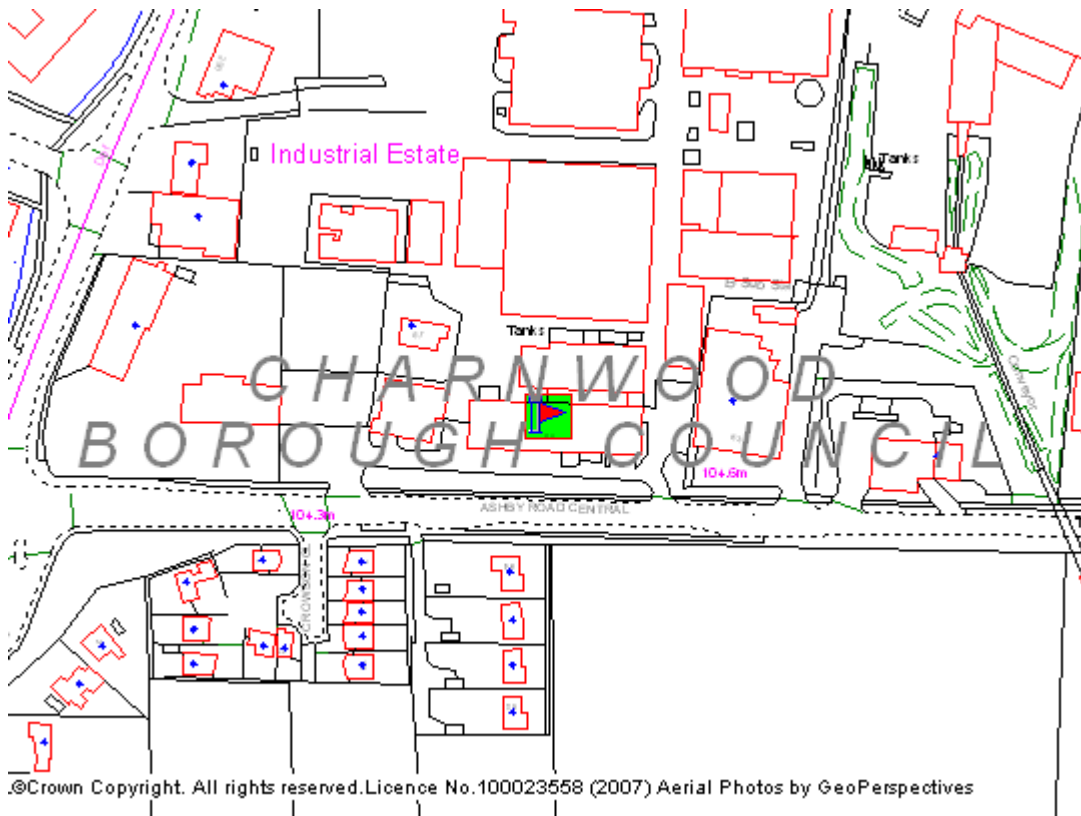 Industrial Estate
Tanks
Tanks
El Sub Sta
CHARNWOOD
BOROUGH COUNCIL
Conveyor
104.6m
104.3m
ASHBY ROAD CENTRAL
©Crown Copyright. All rights reserved.Licence No.100023558 (2007) Aerial Photos by GeoPerspectives